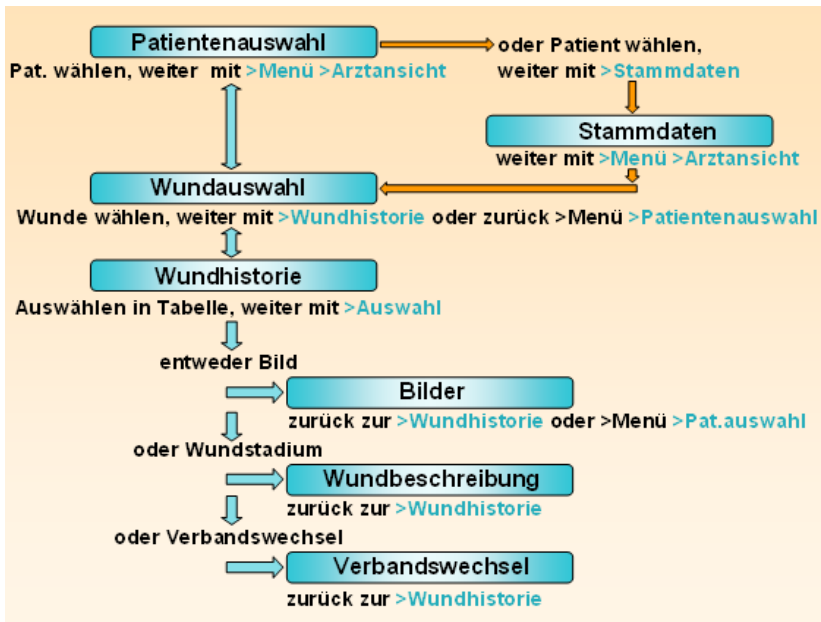 Patientenauswahl
oder Patient wählen,
Pat. wählen, weiter mit >Menü >Arztansicht
weiter mit >Stammdaten
Stammdaten
weiter mit >Menü >Arztansicht
Wundauswahl
Wunde wählen, weiter mit >Wundhistorie oder zurück >Menü >Patientenauswahl
Wundhistorie
Auswählen in Tabelle, weiter mit >Auswahl
entweder Bild
Bilder
zurück zur >Wundhistorie oder >Menü >Pat.auswahl
oder Wundstadium
Wundbeschreibung
zurück zur >Wundhistorie
oder Verbandswechsel
Verbandswechsel
zurück zur >Wundhistorie